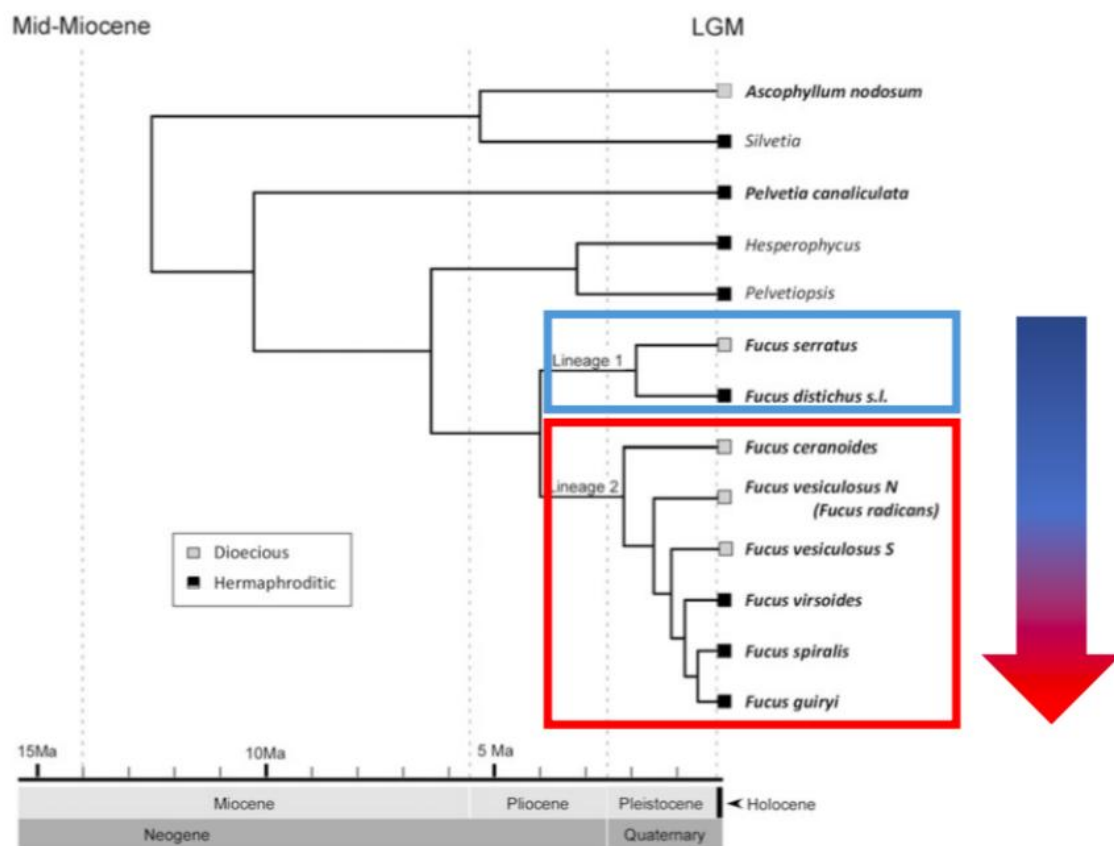 Mid-Miocene
LGM
Ascophyllum nodosum
Silvetia
Pelvetia canaliculata
Hesperophycus
Pelvetiopsis
Lineage 1
Fucus serratus
Fucus distichus s.l.
Fucus ceranoides
Lineage 2
Fucus vesiculosus N
(Fucus radicans)
Fucus vesiculosus S
Dioecious
Hermaphroditic
Fucus virsoides
Fucus spiralis
Fucus guiryi
15Ma
10Ma
5 Ma
Miocene
Pliocene
Pleistocene
Holocene
Neogene
Quaternary